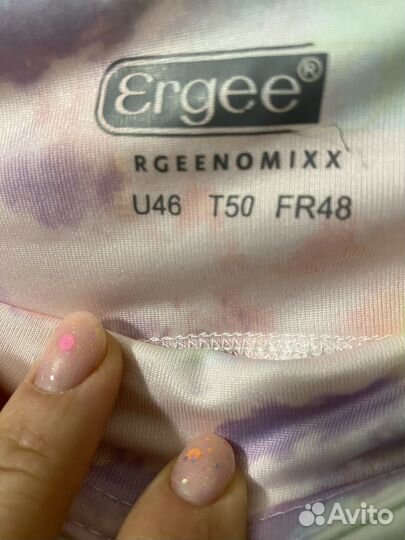 Ergee®
RGEENOMIXX
U46 T50 FR48
Avito